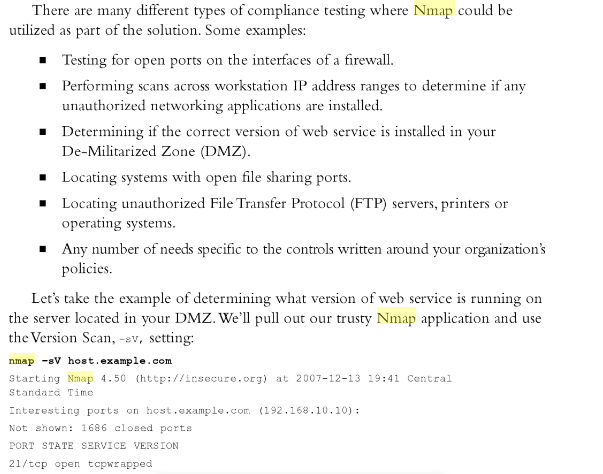 There are many different types of compliance testing where Nmap could be
utilized as part of the solution. Some examples:
■ Testing for open ports on the interfaces of a firewall.
■ Performing scans across workstation IP address ranges to determine if any
unauthorized networking applications are installed.
■ Determining if the correct version of web service is installed in your
De-Militarized Zone (DMZ).
■ Locating systems with open file sharing ports.
■ Locating unauthorized File Transfer Protocol (FTP) servers, printers or
operating systems.
■ Any number of needs specific to the controls written around your organization's
policies.
Let's take the example of determining what version of web service is running on
the server located in your DMZ. We'll pull out our trusty Nmap application and use
the Version Scan, -sV, setting:
nmap -sV host.example.com
Starting Nmap 4.50 (http://insecure.org) at 2007-12-13 19:41 Central
Standard Time
Interesting ports on host.example.com (192.168.10.10):
Not shown: 1686 closed ports
PORT STATE SERVICE VERSION
21/tcp open tcpwrapped